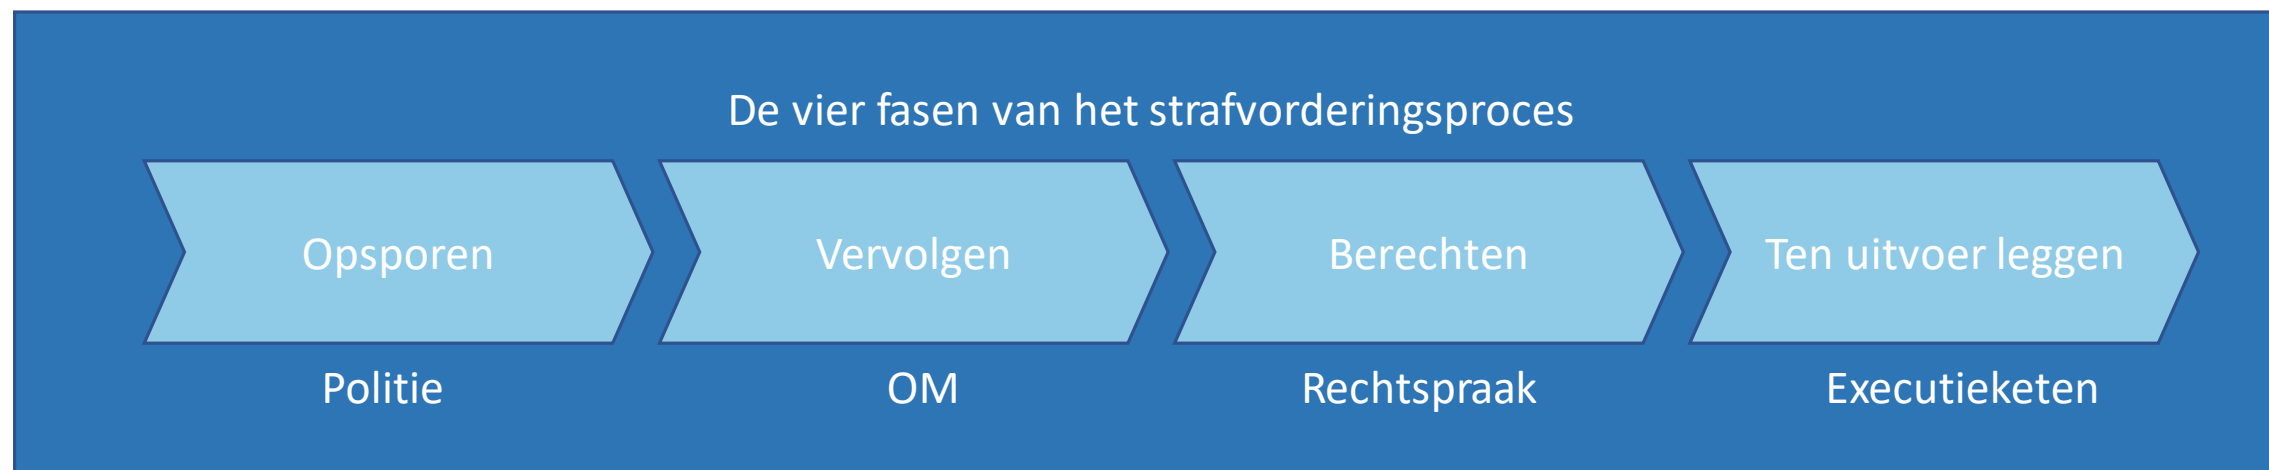 De vier fasen van het strafvorderingsproces
Opsporen
Vervolgen
Berechten
Ten uitvoer leggen
Politie
OM
Rechtspraak
Executieketen